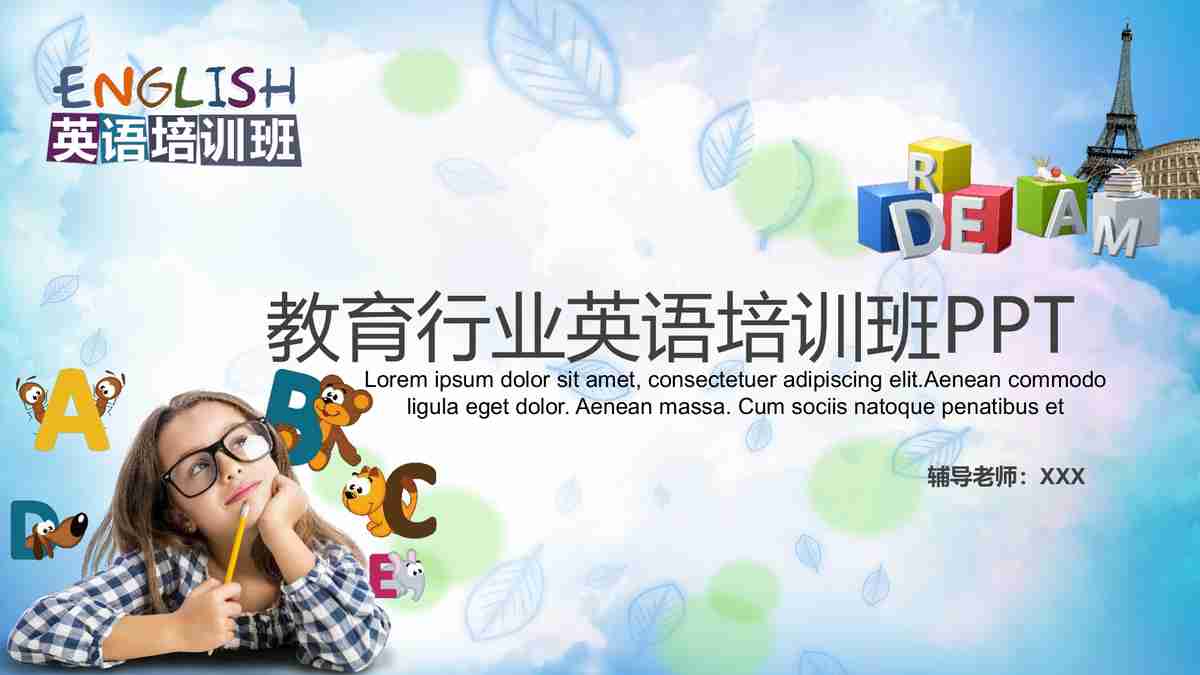 ENGLISH
英语培训班
R
D E A M
教育行业英语培训班PPT
Lorem ipsum dolor sit amet, consectetuer adipiscing elit.Aenean commodo
ligula eget dolor. Aenean massa. Cum sociis natoque penatibus et
辅导老师：XXX
A
B
C
D
E